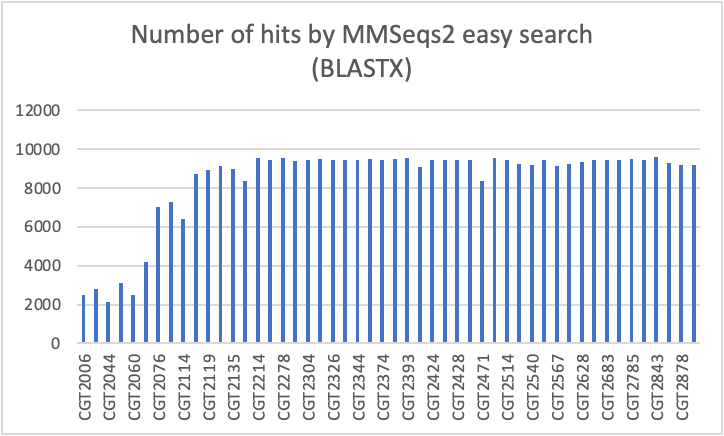 Number of hits by MMSeqs2 easy search
(BLASTX)
12000
10000
8000
6000
4000
2000
0
CGT2006
CGT2044
CGT2060
CGT2076
CGT2114
CGT2119
CGT2135
CGT2214
CGT2278
CGT2304
CGT2326
CGT2344
CGT2374
CGT2393
CGT2424
CGT2428
CGT2471
CGT2514
CGT2540
CGT2567
CGT2628
CGT2683
CGT2785
CGT2843
CGT2878